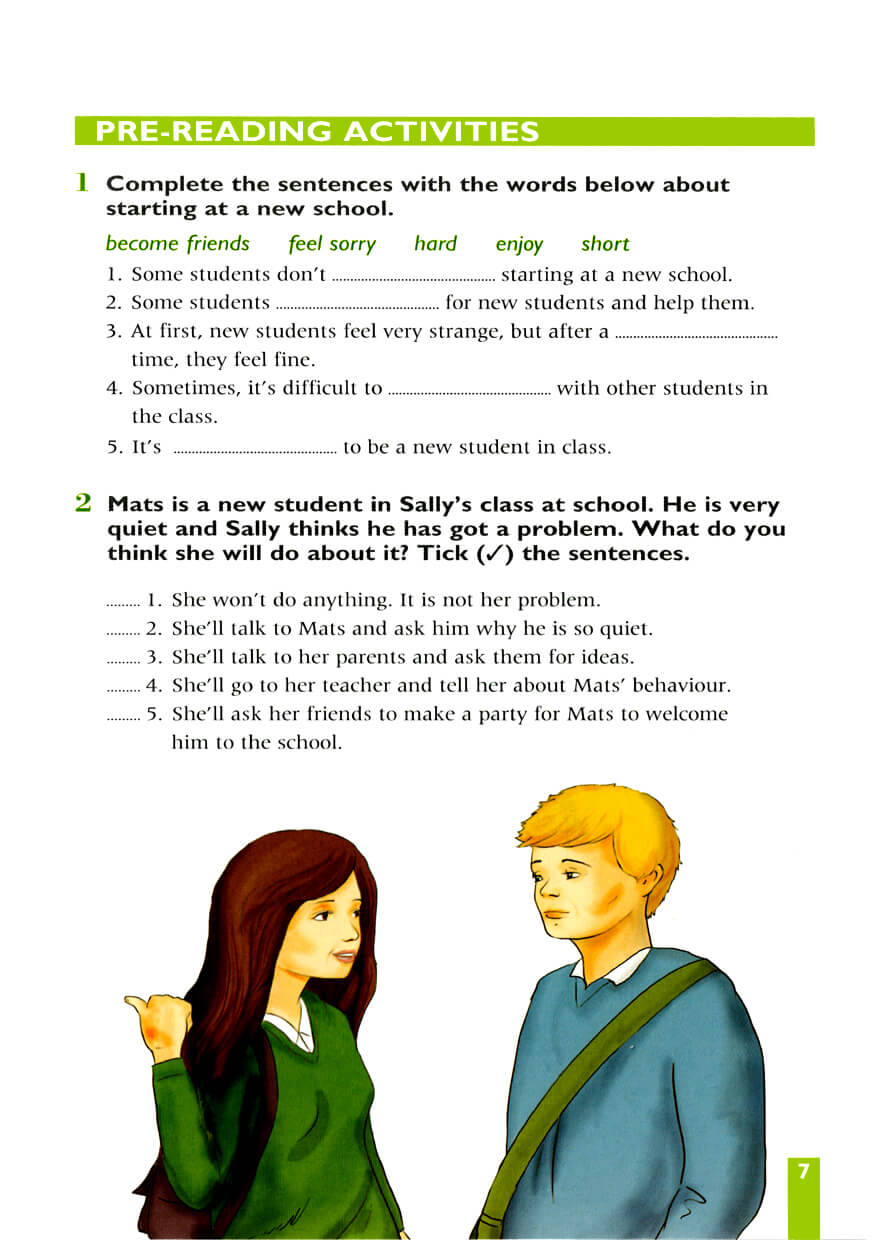 PRE-READING ACTIVITIES
1 Complete the sentences with the words below about
starting at a new school.
become friends feel sorry hard enjoy short
1. Some students don't ............................................. starting at a new school.
2. Some students ............................................. for new students and help them.
3. At first, new students feel very strange, but after a .............................................
time, they feel fine.
4. Sometimes, it's difficult to ............................................. with other students in
the class.
5. It's ............................................. to be a new student in class.
2 Mats is a new student in Sally's class at school. He is very
quiet and Sally thinks he has got a problem. What do you
think she will do about it? Tick (✓) the sentences.
......... 1. She won't do anything. It is not her problem.
......... 2. She'll talk to Mats and ask him why he is so quiet.
......... 3. She'll talk to her parents and ask them for ideas.
......... 4. She'll go to her teacher and tell her about Mats' behaviour.
......... 5. She'll ask her friends to make a party for Mats to welcome
him to the school.
7